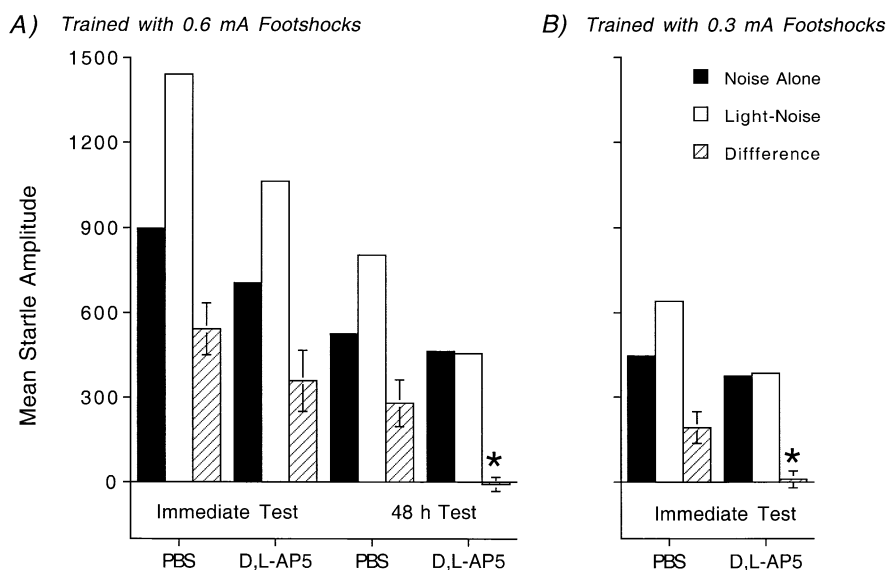 A) Trained with 0.6 mA Footshocks
B) Trained with 0.3 mA Footshocks
Mean Startle Amplitude
1500
1200
900
600
300
0
Noise Alone
Light-Noise
Diffference
*
*
Immediate Test
48 h Test
Immediate Test
PBS
D,L-AP5
PBS
D,L-AP5
PBS
D,L-AP5